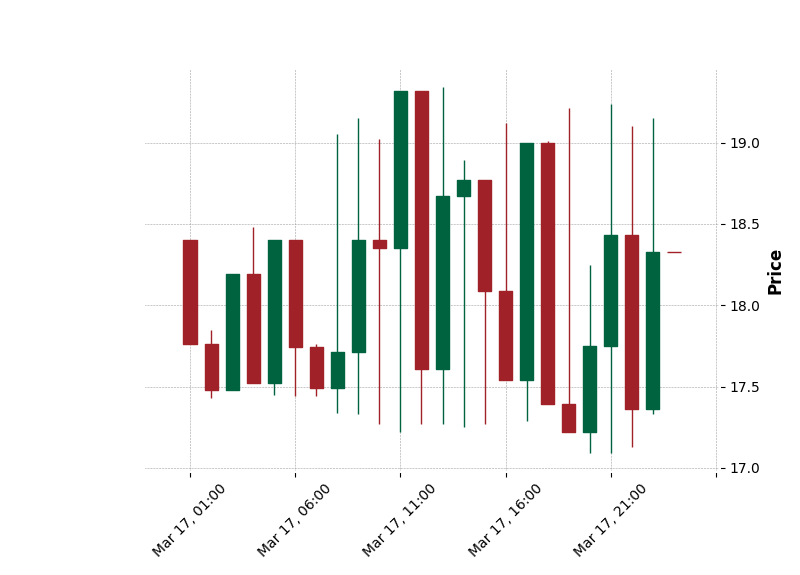 19.0
18.5
18.0
17.5
17.0
Price
Mar 17, 01:00
Mar 17, 06:00
Mar 17, 11:00
Mar 17, 16:00
Mar 17, 21:00